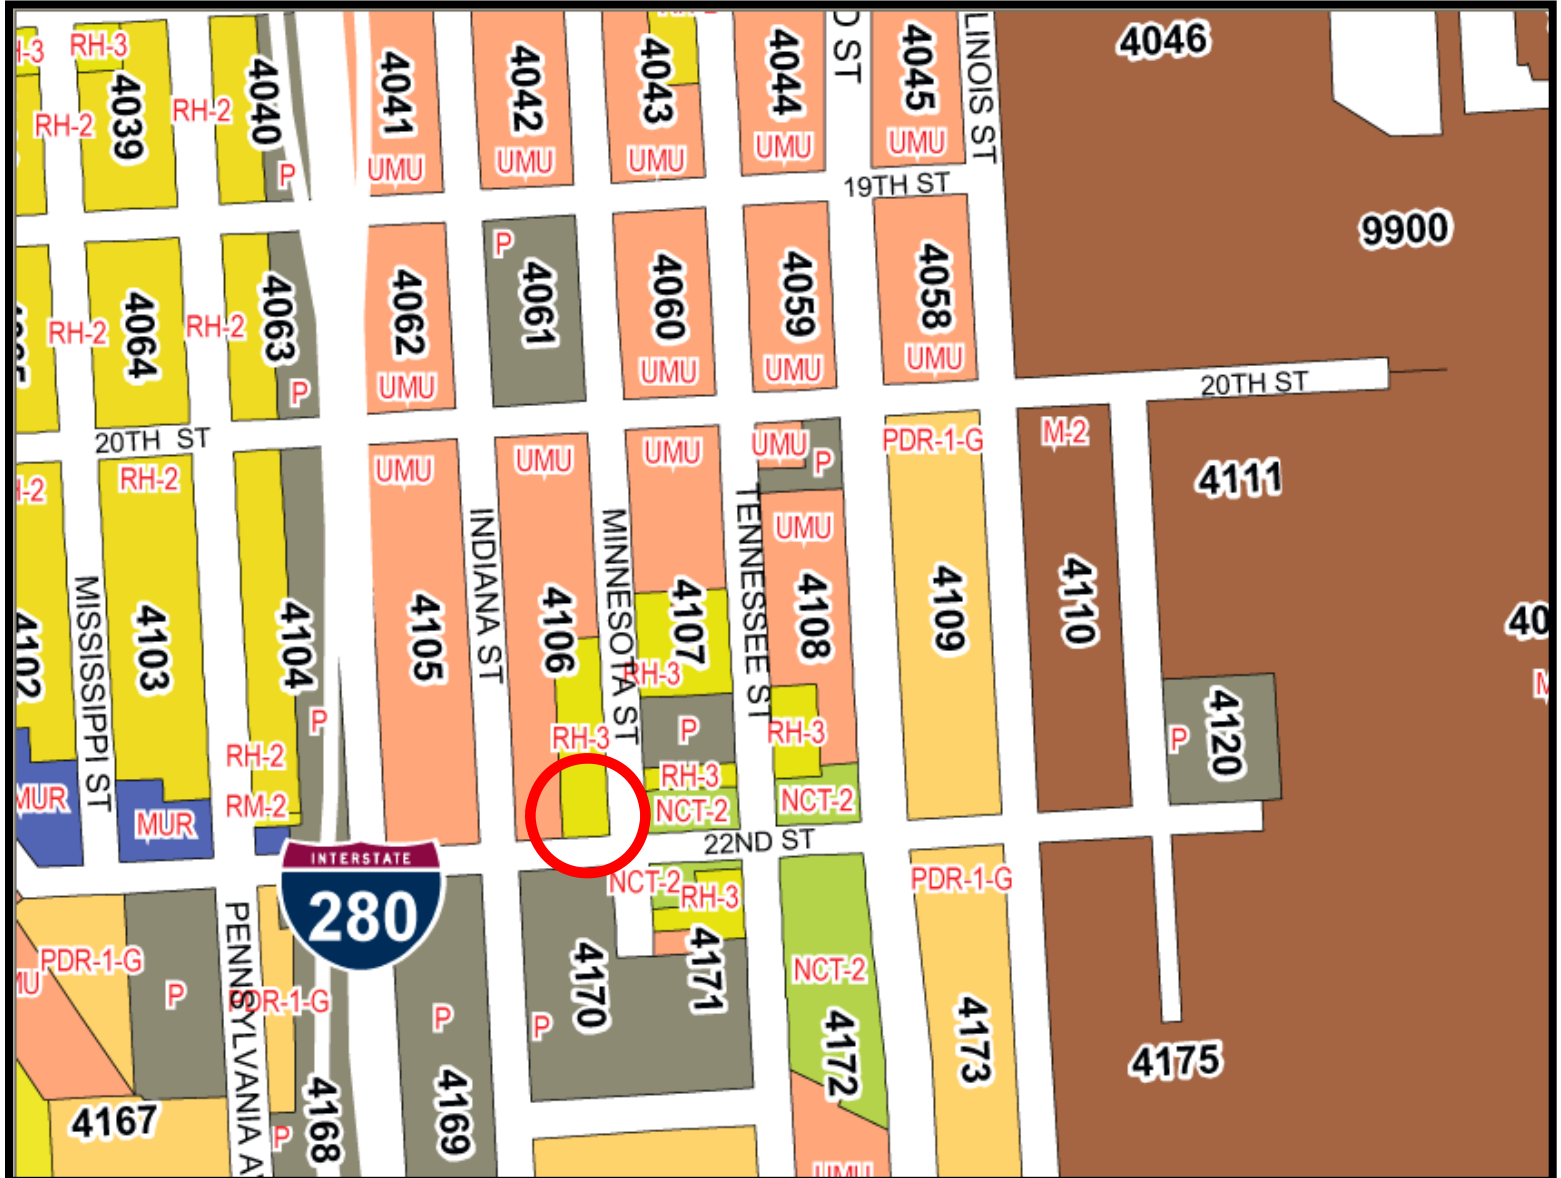 RH-3
4039
RH-2
RH-2
4040
P
4041
UMU
4042
UMU
4043
UMU
4044
UMU
4045
UMU
LINOIS ST
4046
19TH ST
9900
RH-2
4064
RH-2
4063
P
4062
UMU
P
4061
4060
UMU
4059
UMU
4058
UMU
20TH ST
20TH ST
RH-2
4102
MUR
MISSISSIPPI ST
4103
MUR
4104
P
RH-2
RM-2
UMU
4105
INDIANA ST
UMU
4106
RH-3
MINNESOTA ST
UMU
4107
RH-3
P
RH-3
NCT-2
TENNESSEE ST
UMU
P
UMU
4108
RH-3
NCT-2
PDR-1-G
4109
M-2
4110
4111
4120
P
22ND ST
INTERSTATE
280
PDR-1-G
P
4167
PENNSYLVANIA
PDR-1-G
P
4168
P
4169
P
4170
NCT-2
RH-3
4171
NCT-2
4172
UMU
PDR-1-G
4173
4175